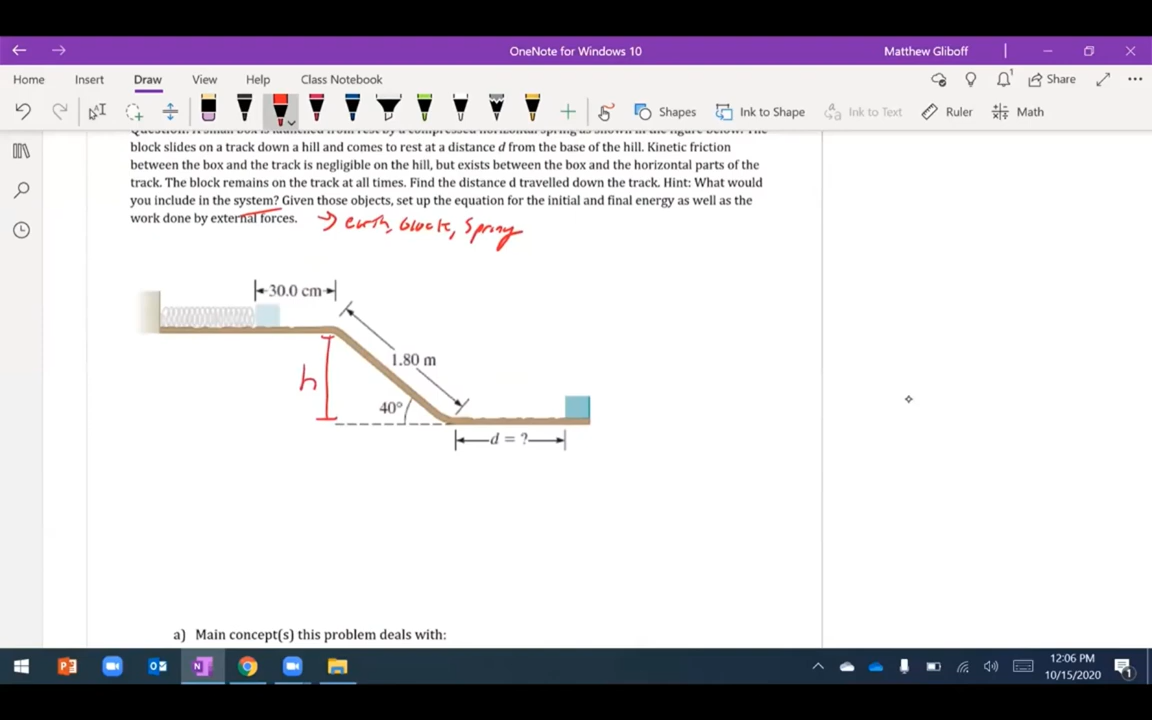 OneNote for Windows 10
Matthew Gliboff
Home Insert Draw View Help Class Notebook
Share
Shapes Ink to Shape Ink to Text Ruler Math
block slides on a track down a hill and comes to rest at a distance d from the base of the hill. Kinetic friction
between the box and the track is negligible on the hill, but exists between the box and the horizontal parts of the
track. The block remains on the track at all times. Find the distance d travelled down the track. Hint: What would
you include in the system? Given those objects, set up the equation for the initial and final energy as well as the
work done by external forces.
→ earth, block, spring
30.0 cm
1.80 m
h
40°
d = ?
a) Main concept(s) this problem deals with:
12:06 PM
10/15/2020
1